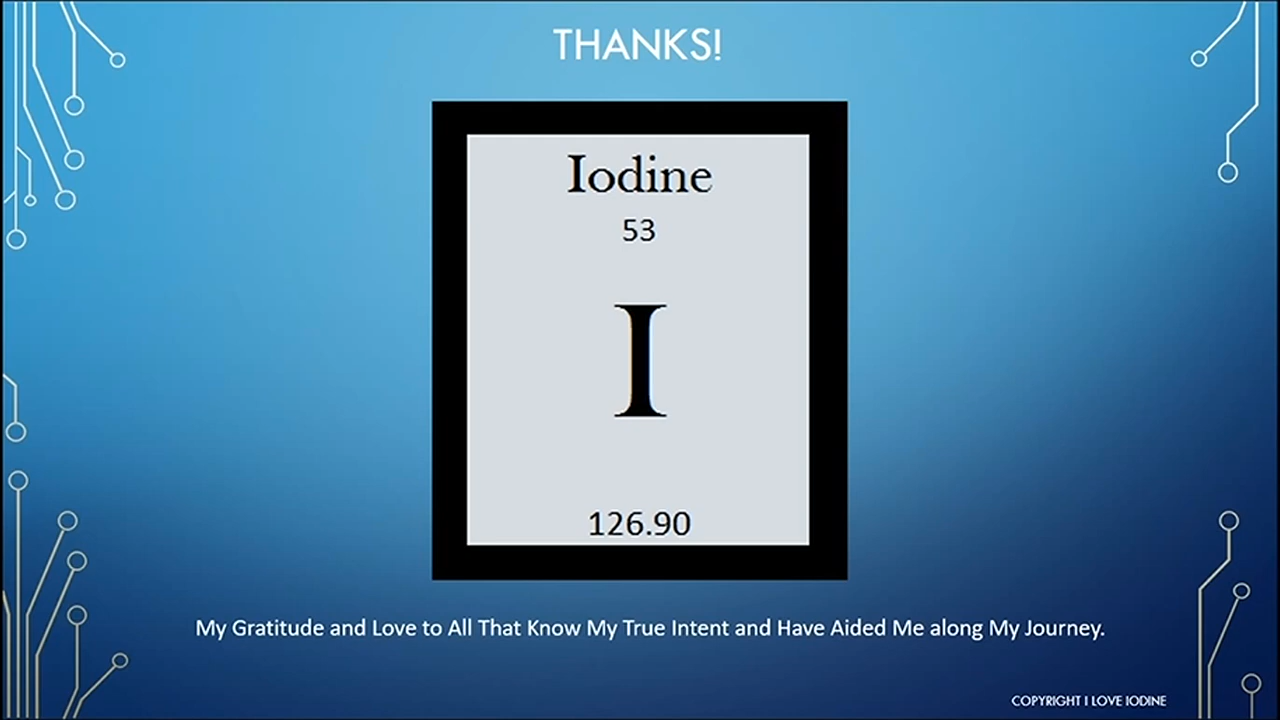 THANKS!
Iodine
53
I
126.90
My Gratitude and Love to All That Know My True Intent and Have Aided Me along My Journey.
COPYRIGHT I LOVE IODINE